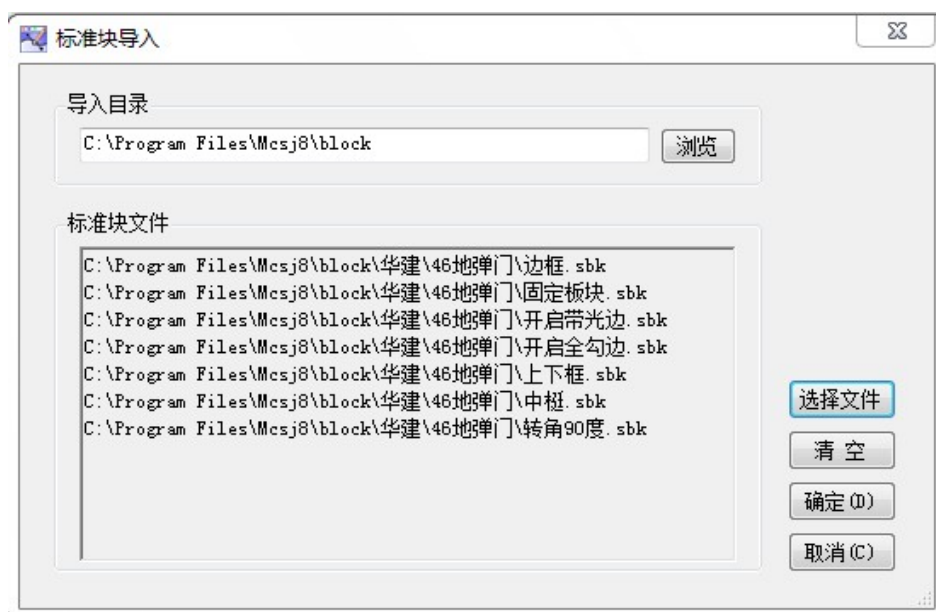 标准块导入
导入目录
C:\Program Files\Mcsj8\block
浏览
标准块文件
C:\Program Files\Mcsj8\block\华建\46地弹门\边框.sbk
C:\Program Files\Mcsj8\block\华建\46地弹门\固定板块.sbk
C:\Program Files\Mcsj8\block\华建\46地弹门\开启带光边.sbk
C:\Program Files\Mcsj8\block\华建\46地弹门\开启全勾边.sbk
C:\Program Files\Mcsj8\block\华建\46地弹门\上下框.sbk
C:\Program Files\Mcsj8\block\华建\46地弹门\中梃.sbk
C:\Program Files\Mcsj8\block\华建\46地弹门\转角90度.sbk
选择文件
清 空
确定(D)
取消(C)